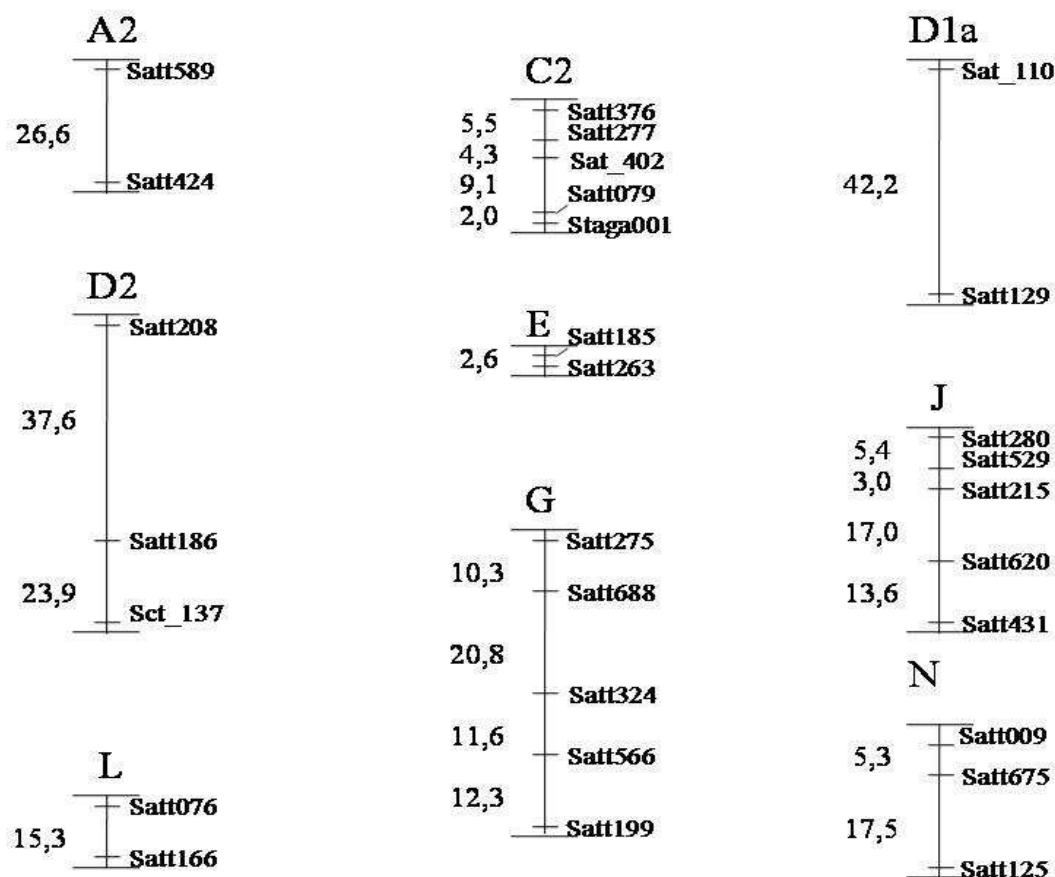 A2
Satt589
26,6
Satt424
C2
Satt376
5,5
Satt277
4,3
Sat_402
9,1
Satt079
2,0
Staga001
D1a
Sat_110
42,2
Satt129
D2
Satt208
37,6
Satt186
23,9
Sct_137
E
Satt185
2,6
Satt263
J
Satt280
5,4
Satt529
3,0
Satt215
17,0
Satt620
13,6
Satt431
G
Satt275
10,3
Satt688
20,8
Satt324
11,6
Satt566
12,3
Satt199
L
Satt076
15,3
Satt166
N
Satt009
5,3
Satt675
17,5
Satt125